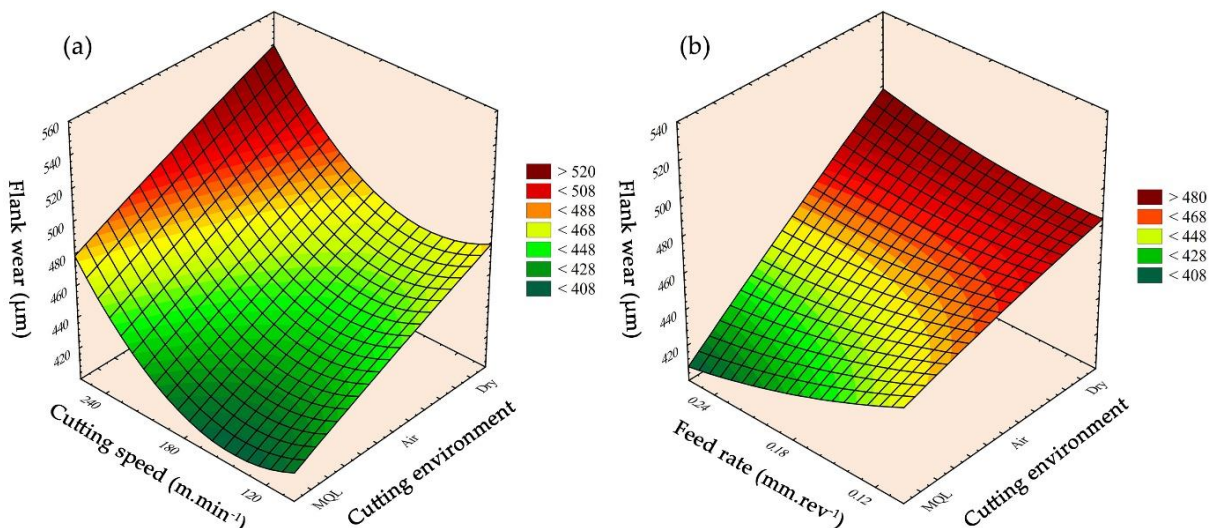 (a)
560
540
520
500
480
460
440
420
Flank wear (µm)
240
180
120
Cutting speed (m.min⁻¹)
MQL
Air
Dry
Cutting environment
> 520
< 508
< 488
< 468
< 448
< 428
< 408
(b)
540
520
500
480
460
440
420
Flank wear (µm)
0.24
0.18
0.12
Feed rate (mm.rev⁻¹)
MQL
Air
Dry
Cutting environment
> 480
< 468
< 448
< 428
< 408